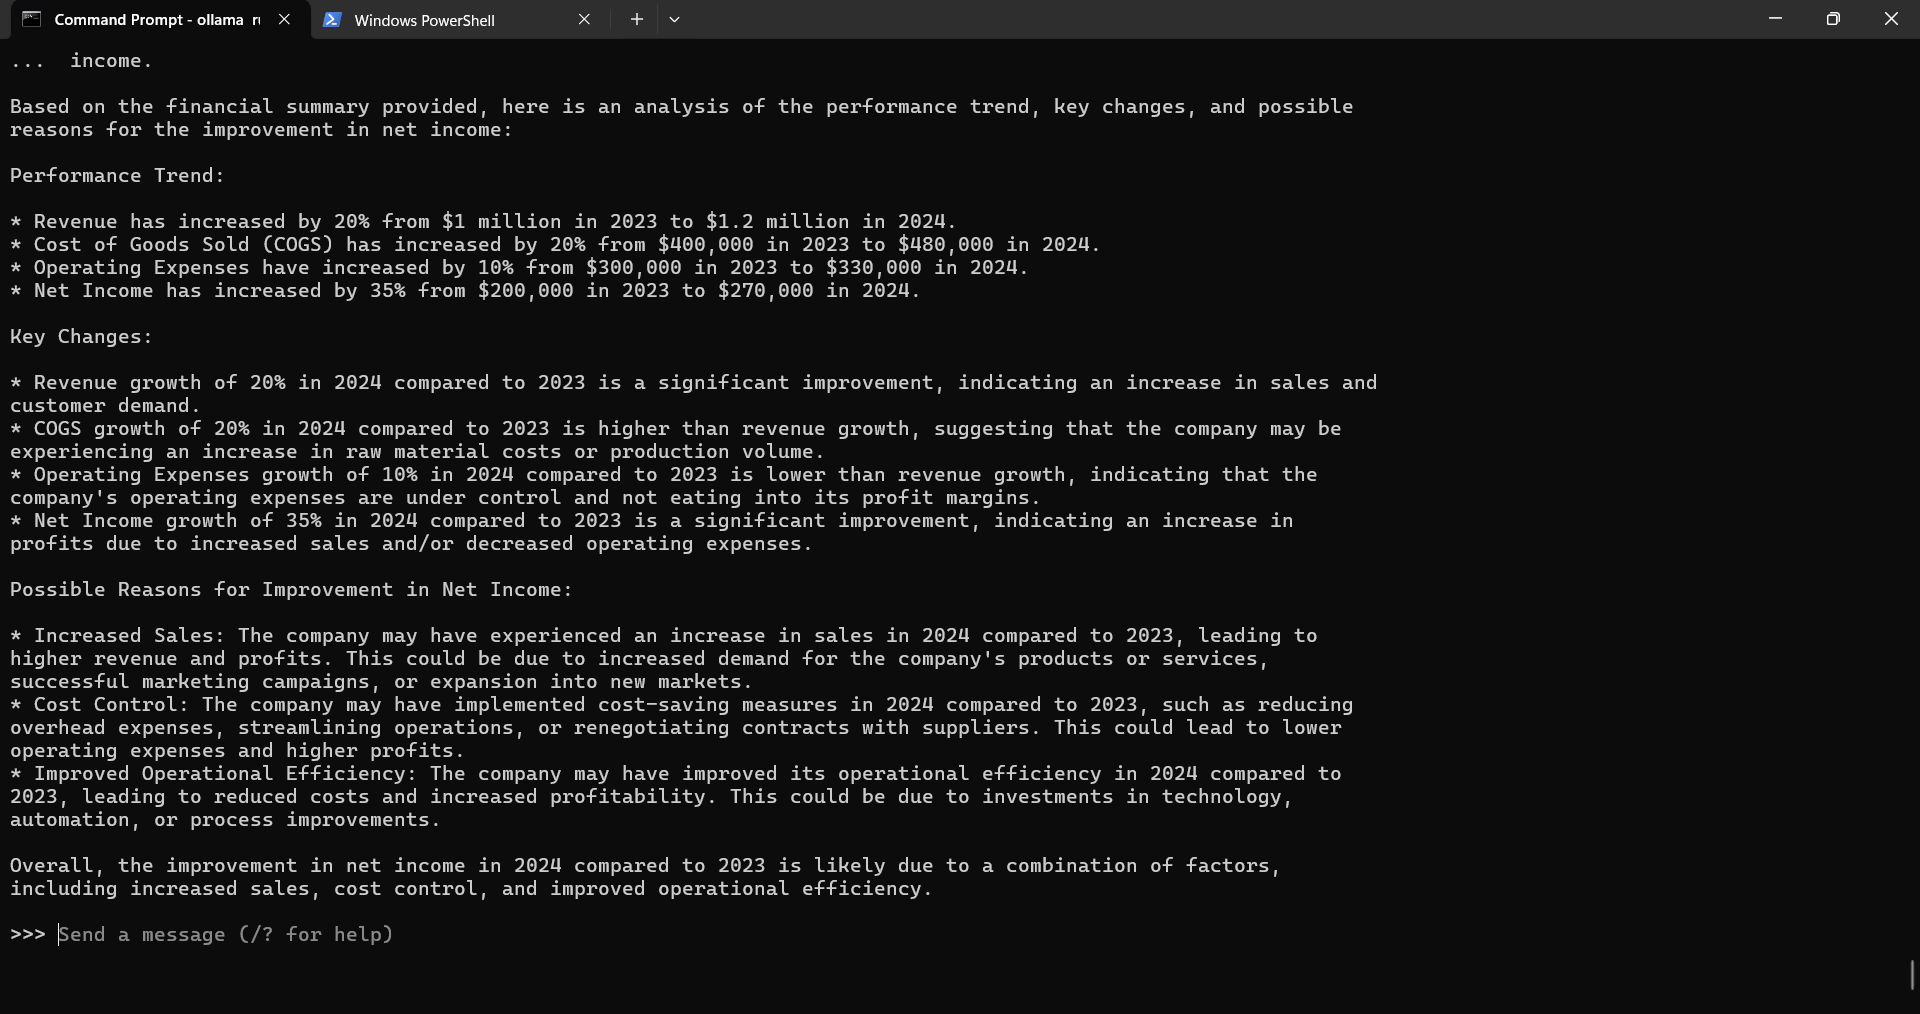 Command Prompt - ollama
Windows PowerShell
... income.
Based on the financial summary provided, here is an analysis of the performance trend, key changes, and possible
reasons for the improvement in net income:
Performance Trend:
* Revenue has increased by 20% from $1 million in 2023 to $1.2 million in 2024.
* Cost of Goods Sold (COGS) has increased by 20% from $400,000 in 2023 to $480,000 in 2024.
* Operating Expenses have increased by 10% from $300,000 in 2023 to $330,000 in 2024.
* Net Income has increased by 35% from $200,000 in 2023 to $270,000 in 2024.
Key Changes:
* Revenue growth of 20% in 2024 compared to 2023 is a significant improvement, indicating an increase in sales and
customer demand.
* COGS growth of 20% in 2024 compared to 2023 is higher than revenue growth, suggesting that the company may be
experiencing an increase in raw material costs or production volume.
* Operating Expenses growth of 10% in 2024 compared to 2023 is lower than revenue growth, indicating that the
company's operating expenses are under control and not eating into its profit margins.
* Net Income growth of 35% in 2024 compared to 2023 is a significant improvement, indicating an increase in
profits due to increased sales and/or decreased operating expenses.
Possible Reasons for Improvement in Net Income:
* Increased Sales: The company may have experienced an increase in sales in 2024 compared to 2023, leading to
higher revenue and profits. This could be due to increased demand for the company's products or services,
successful marketing campaigns, or expansion into new markets.
* Cost Control: The company may have implemented cost-saving measures in 2024 compared to 2023, such as reducing
overhead expenses, streamlining operations, or renegotiating contracts with suppliers. This could lead to lower
operating expenses and higher profits.
* Improved Operational Efficiency: The company may have improved its operational efficiency in 2024 compared to
2023, leading to reduced costs and increased profitability. This could be due to investments in technology,
automation, or process improvements.
Overall, the improvement in net income in 2024 compared to 2023 is likely due to a combination of factors,
including increased sales, cost control, and improved operational efficiency.
>>> Send a message (/? for help)